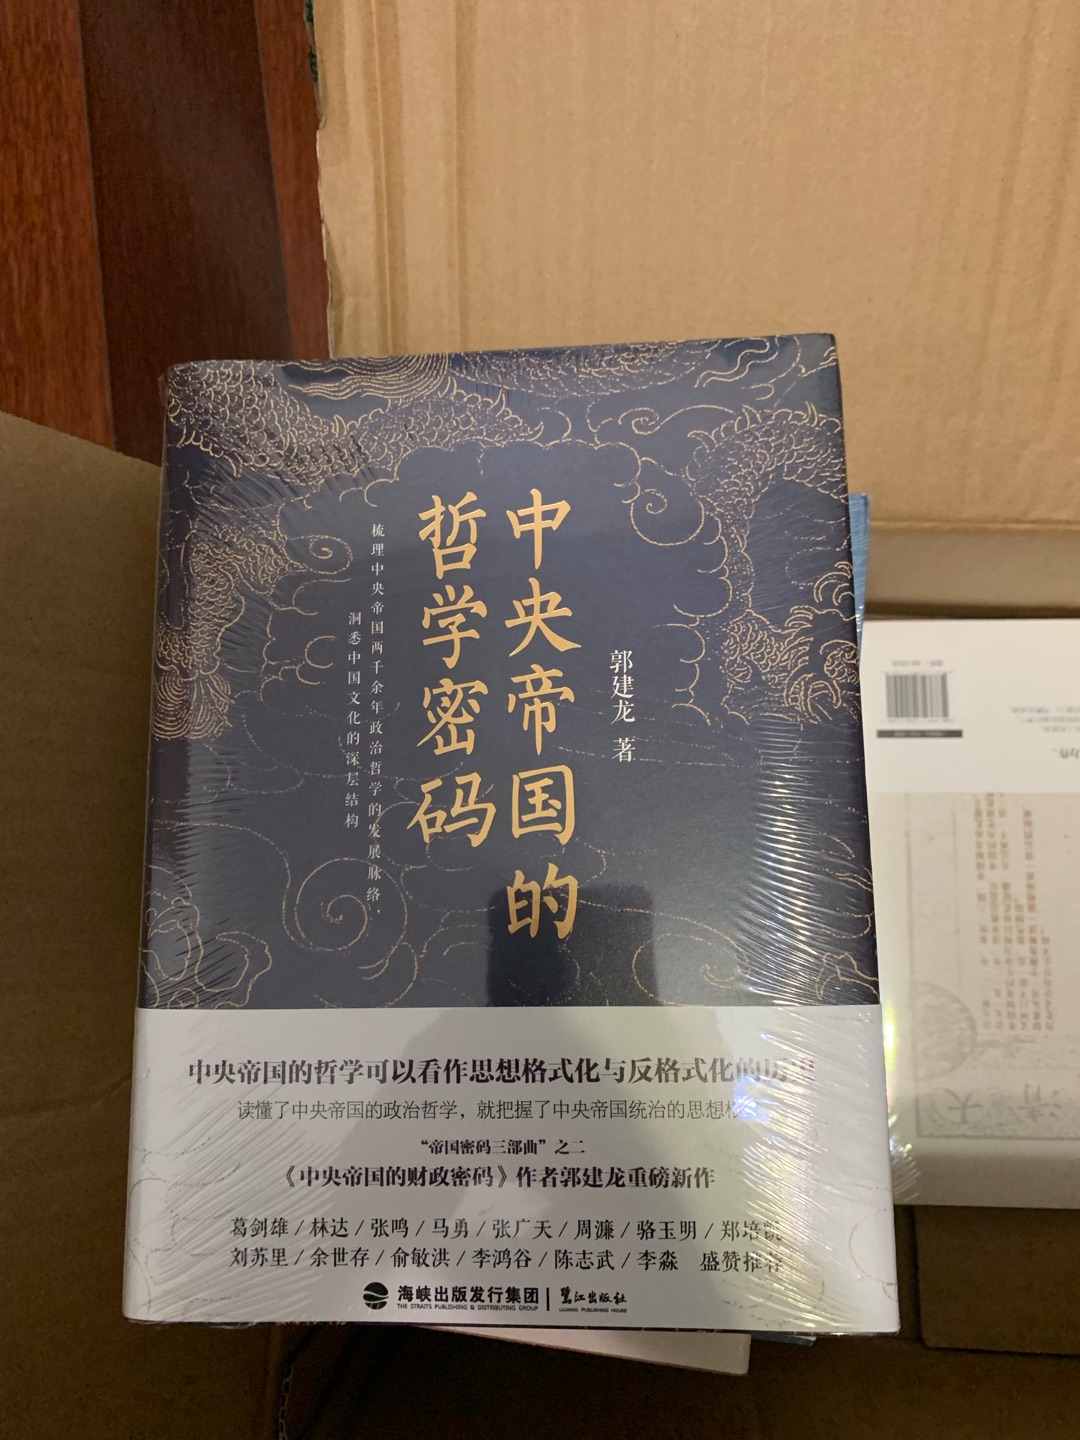 郭建龙 著
中央帝国的
哲学密码
梳理中央帝国两千余年政治哲学的发展脉络，
洞悉中国文化的深层结构
中央帝国的哲学可以看作思想格式化与反格式化的历
读懂了中央帝国的政治哲学，就把握了中央帝国统治的思想
“帝国密码三部曲”之二
《中央帝国的财政密码》作者郭建龙重磅新作
葛剑雄 / 林达 / 张鸣 / 马勇 / 张广天 / 周濂 / 骆玉明 / 郑培凯
刘苏里 / 余世存 / 俞敏洪 / 李鸿谷 / 陈志武 / 李淼 盛赞推荐
海峡出版发行集团 | 鹭江出版社
THE STRAITS PUBLISHING & DISTRIBUTING GROUP LUJIANG PUBLISHING HOUSE